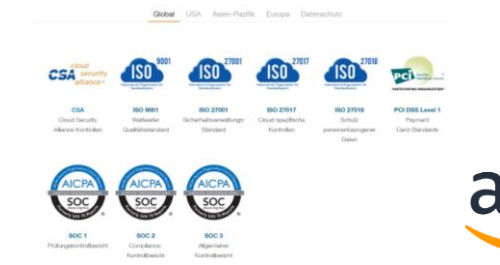 Global USA Asien-Pazifik Europa Datenschutz
CSA cloud security alliance
ISO 9001
ISO 27001
ISO 27017
ISO 27018
PCI
PARTICIPATING ORGANIZATION
CSA
Cloud Security
Alliance-Kontrollen
ISO 9001
Weltweiter
Qualitätsstandard
ISO 27001
Sicherheitsverwaltungs-
Standard
ISO 27017
Cloud spezifische
Kontrollen
ISO 27018
Schutz
personenbezogener
Daten
PCI DSS Level 1
Payment
Card-Standards
AICPA
SOC
AICPA
SOC
AICPA
SOC
a
SOC 1
Prüfungskontrollbericht
SOC 2
Compliance-
Kontrollbericht
SOC 3
Allgemeiner
Kontrollbericht